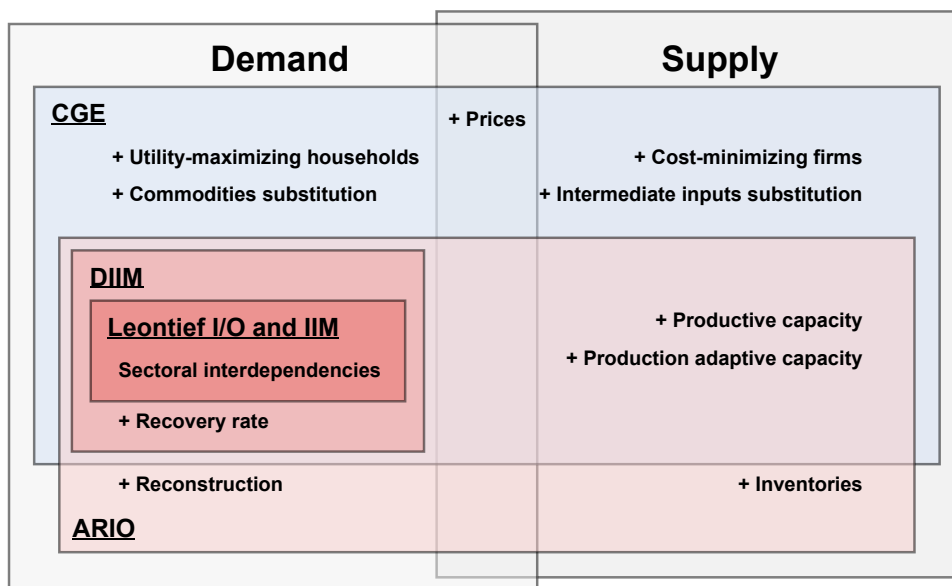 Demand
Supply
CGE
+ Prices
+ Utility-maximizing households
+ Cost-minimizing firms
+ Commodities substitution
+ Intermediate inputs substitution
DIIM
Leontief I/O and IIM
+ Productive capacity
Sectoral interdependencies
+ Production adaptive capacity
+ Recovery rate
+ Reconstruction
+ Inventories
ARIO